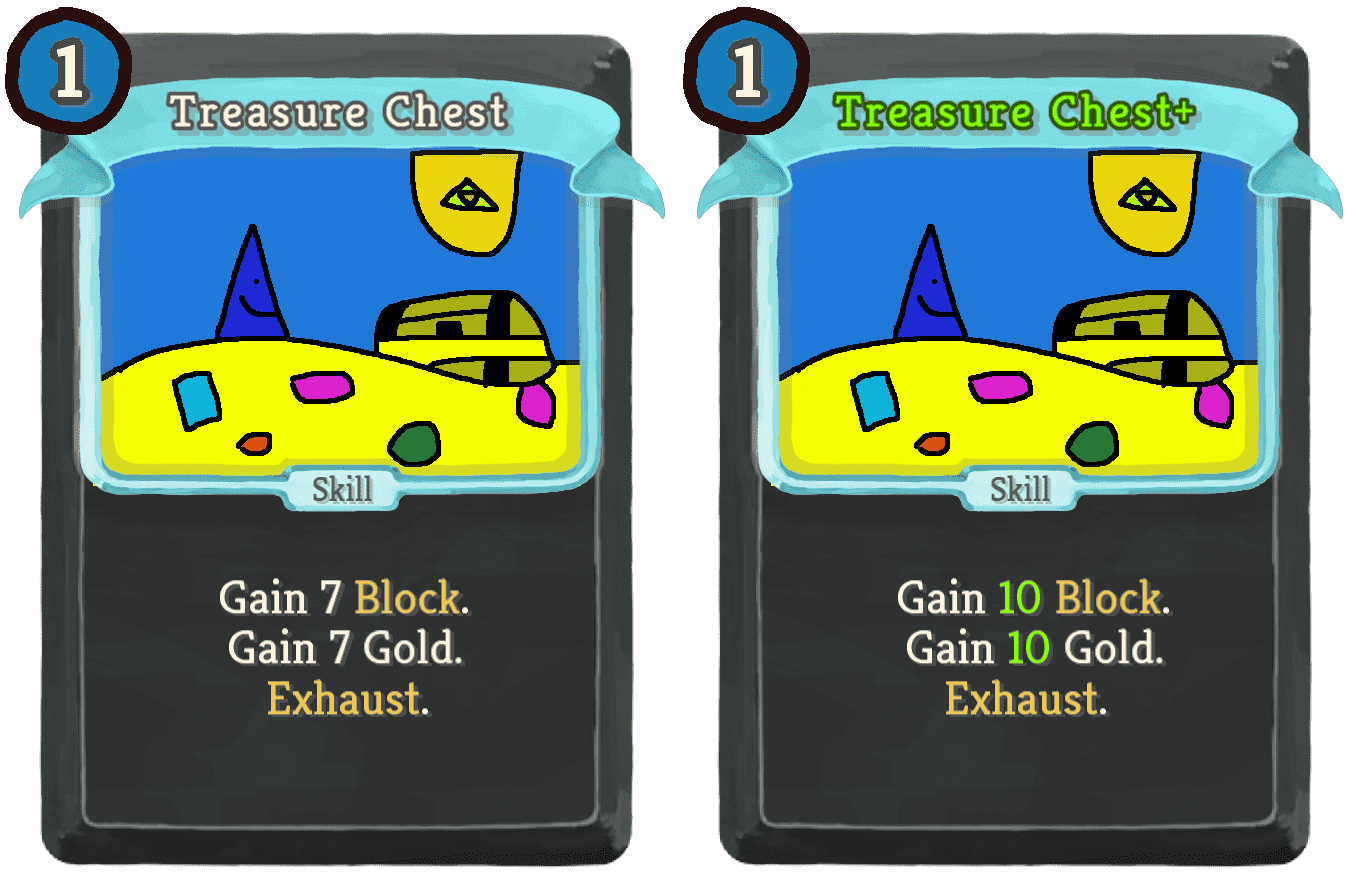 1
Treasure Chest
Skill
Gain 7 Block.
Gain 7 Gold.
Exhaust.
1
Treasure Chest+
Skill
Gain 10 Block.
Gain 10 Gold.
Exhaust.